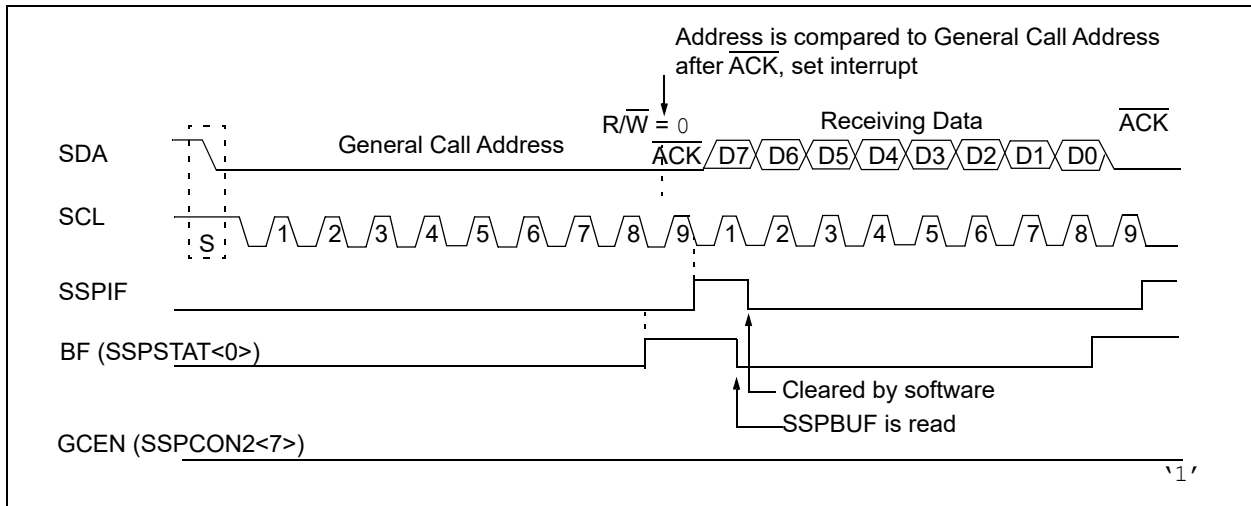 Address is compared to General Call Address
after A̅C̅K̅, set interrupt
R/W̅ = 0
Receiving Data
A̅C̅K̅
SDA
General Call Address
A̅C̅K̅ D7 D6 D5 D4 D3 D2 D1 D0
SCL
S
1 2 3 4 5 6 7 8 9 1 2 3 4 5 6 7 8 9
SSPIF
BF (SSPSTAT<0>)
Cleared by software
SSPBUF is read
GCEN (SSPCON2<7>)
‘1’